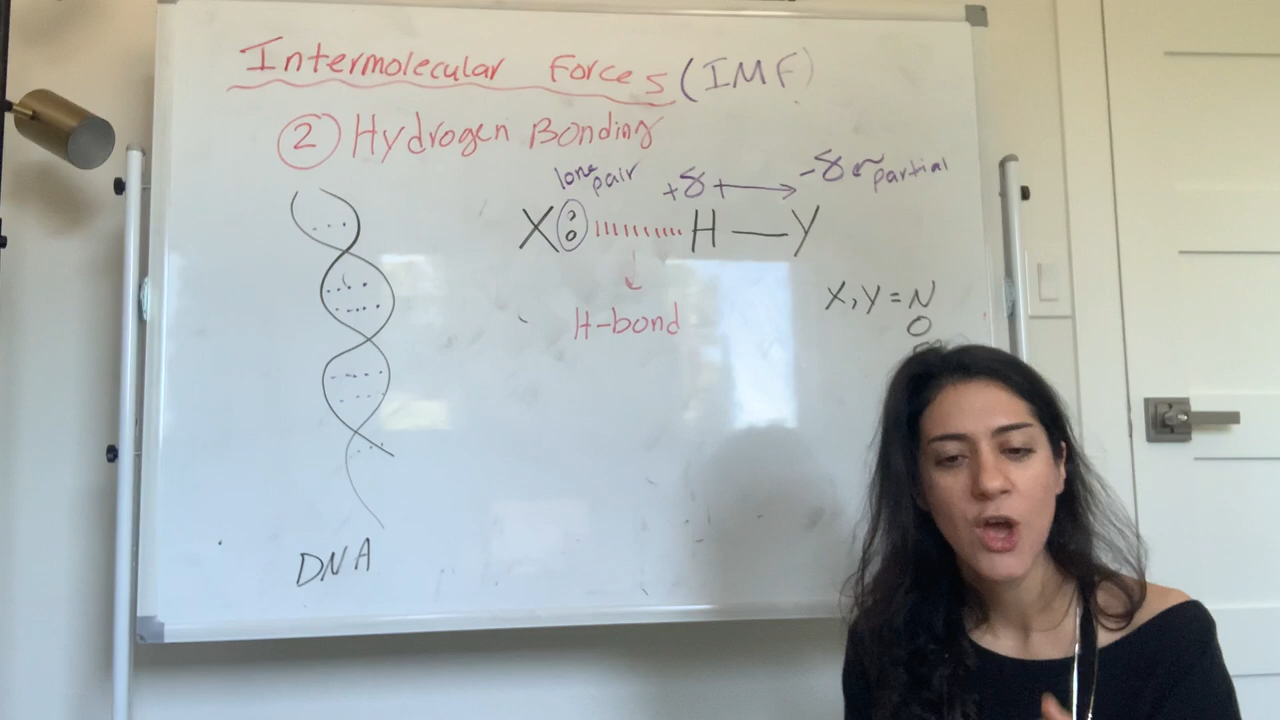 Intermolecular Forces (IMF)
② Hydrogen Bonding
lone pair +δ -δ partial
X: H — Y
X, Y = N
O
H-bond
DNA